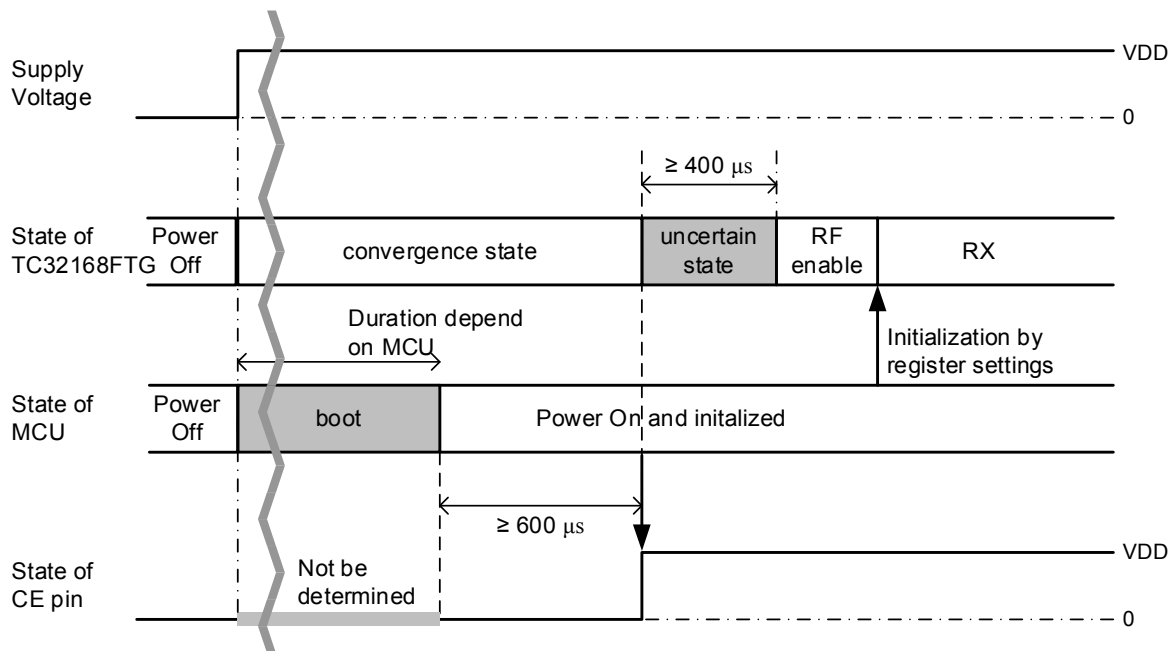 Supply
Voltage
VDD
0
≥ 400 μs
State of
TC32168FTG
Power
Off
convergence state
uncertain
state
RF
enable
RX
Duration depend
on MCU
Initialization by
register settings
State of
MCU
Power
Off
boot
Power On and initalized
≥ 600 μs
State of
CE pin
Not be
determined
VDD
0